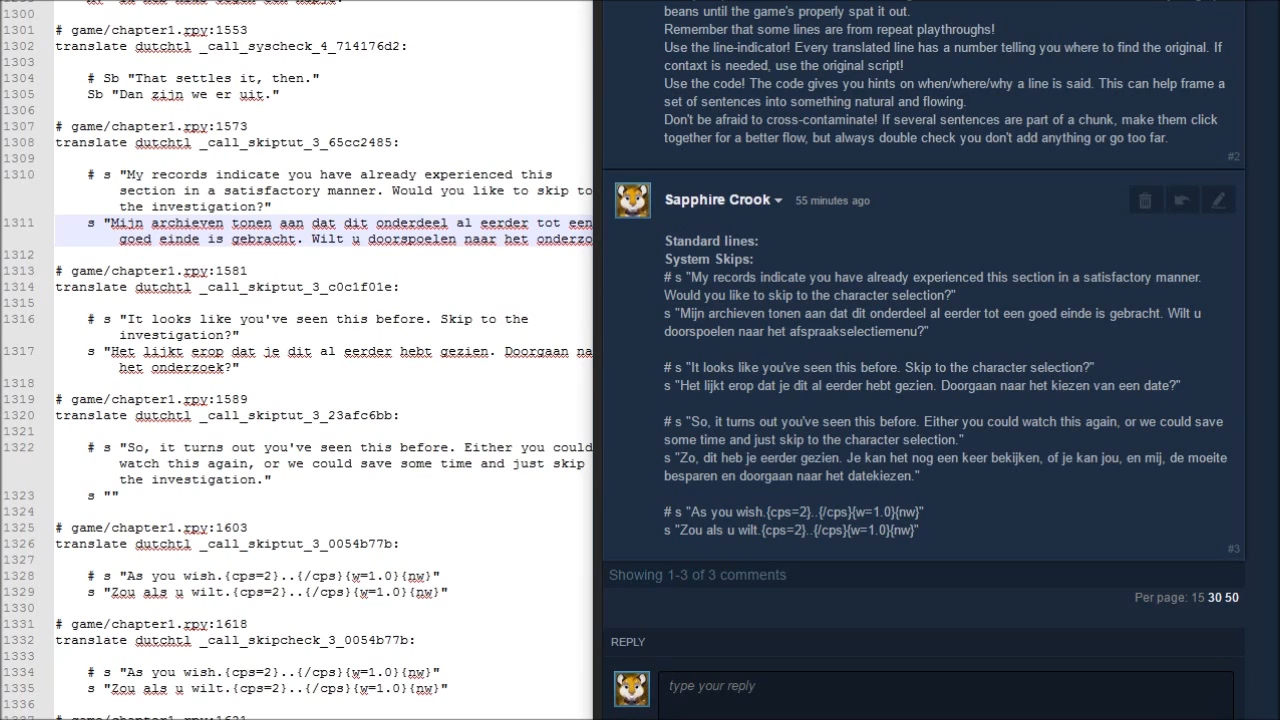 1300
1301 # game/chapter1.rpy:1553
1302 translate dutchtl _call_syscheck_4_714176d2:
1303
1304 # Sb "That settles it, then."
1305 Sb "Dan zijn we er uit."
1306
1307 # game/chapter1.rpy:1573
1308 translate dutchtl _call_skiptut_3_65cc2485:
1309
1310 # s "My records indicate you have already experienced this
section in a satisfactory manner. Would you like to skip to
the investigation?"
1311 s "Mijn archieven tonen aan dat dit onderdeel al eerder tot een
goed einde is gebracht. Wilt u doorspoelen naar het onderzo
1312
1313 # game/chapter1.rpy:1581
1314 translate dutchtl _call_skiptut_3_c0c1f01e:
1315
1316 # s "It looks like you've seen this before. Skip to the
investigation?"
1317 s "Het lijkt erop dat je dit al eerder hebt gezien. Doorgaan na
het onderzoek?"
1318
1319 # game/chapter1.rpy:1589
1320 translate dutchtl _call_skiptut_3_23afc6bb:
1321
1322 # s "So, it turns out you've seen this before. Either you could
watch this again, or we could save some time and just skip
the investigation."
1323 s ""
1324
1325 # game/chapter1.rpy:1603
1326 translate dutchtl _call_skiptut_3_0054b77b:
1327
1328 # s "As you wish.{cps=2}..{/cps}{w=1.0}{nw}"
1329 s "Zou als u wilt.{cps=2}..{/cps}{w=1.0}{nw}"
1330
1331 # game/chapter1.rpy:1618
1332 translate dutchtl _call_skipcheck_3_0054b77b:
1333
1334 # s "As you wish.{cps=2}..{/cps}{w=1.0}{nw}"
1335 s "Zou als u wilt.{cps=2}..{/cps}{w=1.0}{nw}"
1336
beans until the game's properly spat it out.
Remember that some lines are from repeat playthroughs!
Use the line-indicator! Every translated line has a number telling you where to find the original. If
contaxt is needed, use the original script!
Use the code! The code gives you hints on when/where/why a line is said. This can help frame a
set of sentences into something natural and flowing.
Don't be afraid to cross-contaminate! If several sentences are part of a chunk, make them click
together for a better flow, but always double check you don't add anything or go too far.
#2
Sapphire Crook 55 minutes ago
Standard lines:
System Skips:
# s "My records indicate you have already experienced this section in a satisfactory manner.
Would you like to skip to the character selection?"
s "Mijn archieven tonen aan dat dit onderdeel al eerder tot een goed einde is gebracht. Wilt u
doorspoelen naar het afspraakselectiemenu?"
# s "It looks like you've seen this before. Skip to the character selection?"
s "Het lijkt erop dat je dit al eerder hebt gezien. Doorgaan naar het kiezen van een date?"
# s "So, it turns out you've seen this before. Either you could watch this again, or we could save
some time and just skip to the character selection."
s "Zo, dit heb je eerder gezien. Je kan het nog een keer bekijken, of je kan jou, en mij, de moeite
besparen en doorgaan naar het datekiezen."
# s "As you wish.{cps=2}..{/cps}{w=1.0}{nw}"
s "Zou als u wilt.{cps=2}..{/cps}{w=1.0}{nw}"
#3
Showing 1-3 of 3 comments
Per page: 15 30 50
REPLY
type your reply